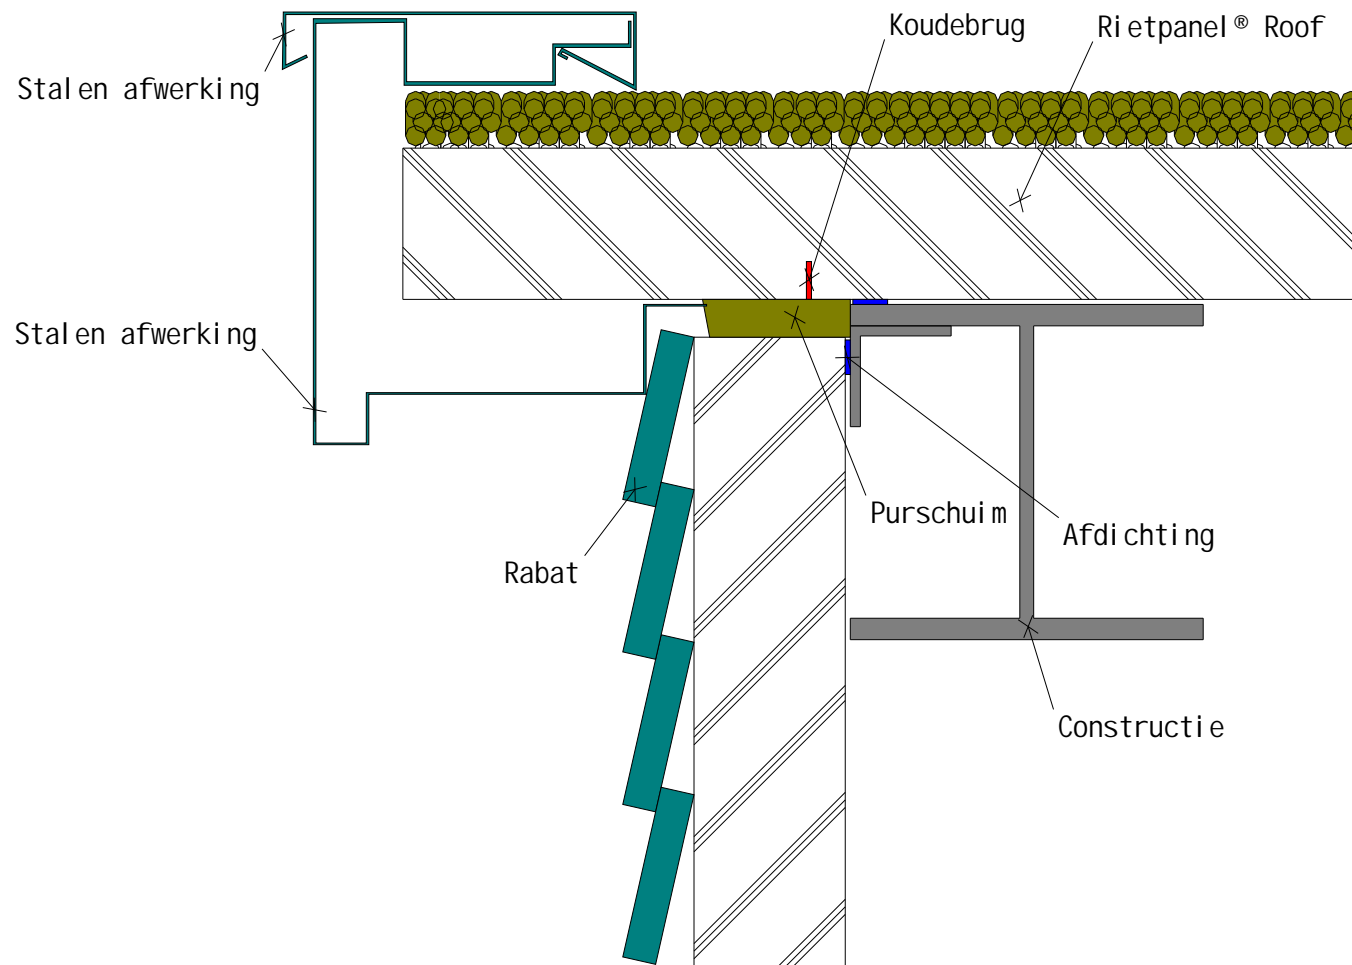 Koudebrug
Rietpanel® Roof
Stalen afwerking
Stalen afwerking
Purschuim
Afdichting
Rabat
Constructie